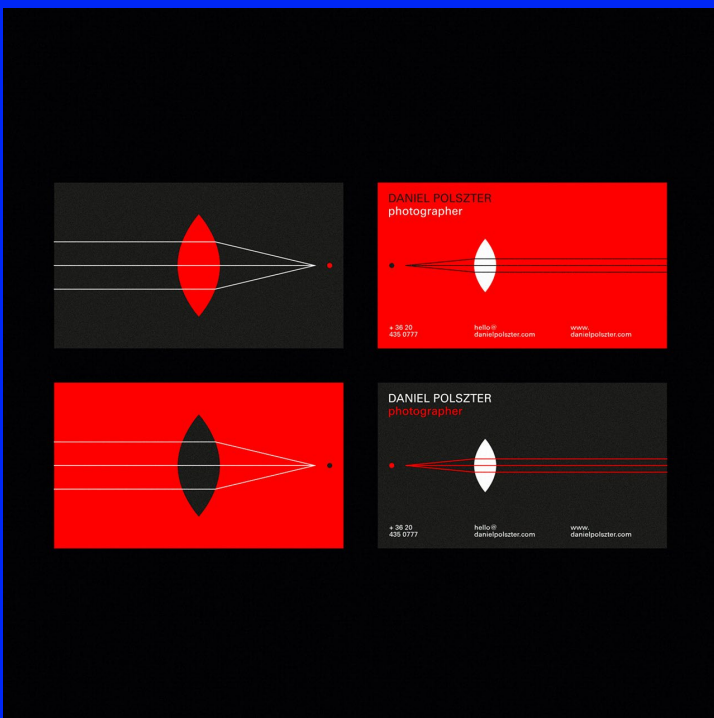 DANIEL POLSZTER
photographer
+ 36 20
435 0777
hello@
danielpolszter.com
www.
danielpolszter.com
DANIEL POLSZTER
photographer
+ 36 20
435 0777
hello@
danielpolszter.com
www.
danielpolszter.com